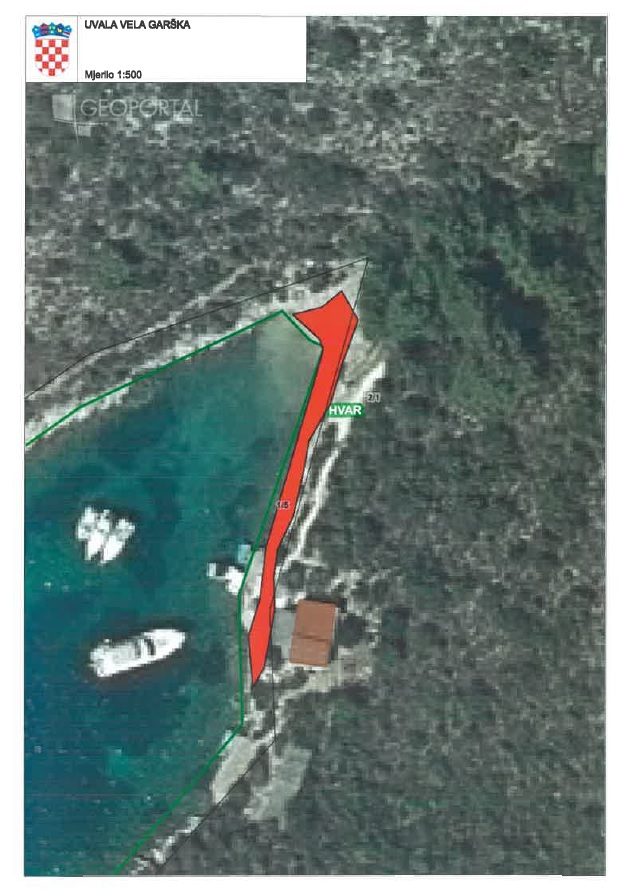 UVALA VELA GARŠKA
Mjerilo 1:500
GEOPORTAL
2/1
HVAR
1/5